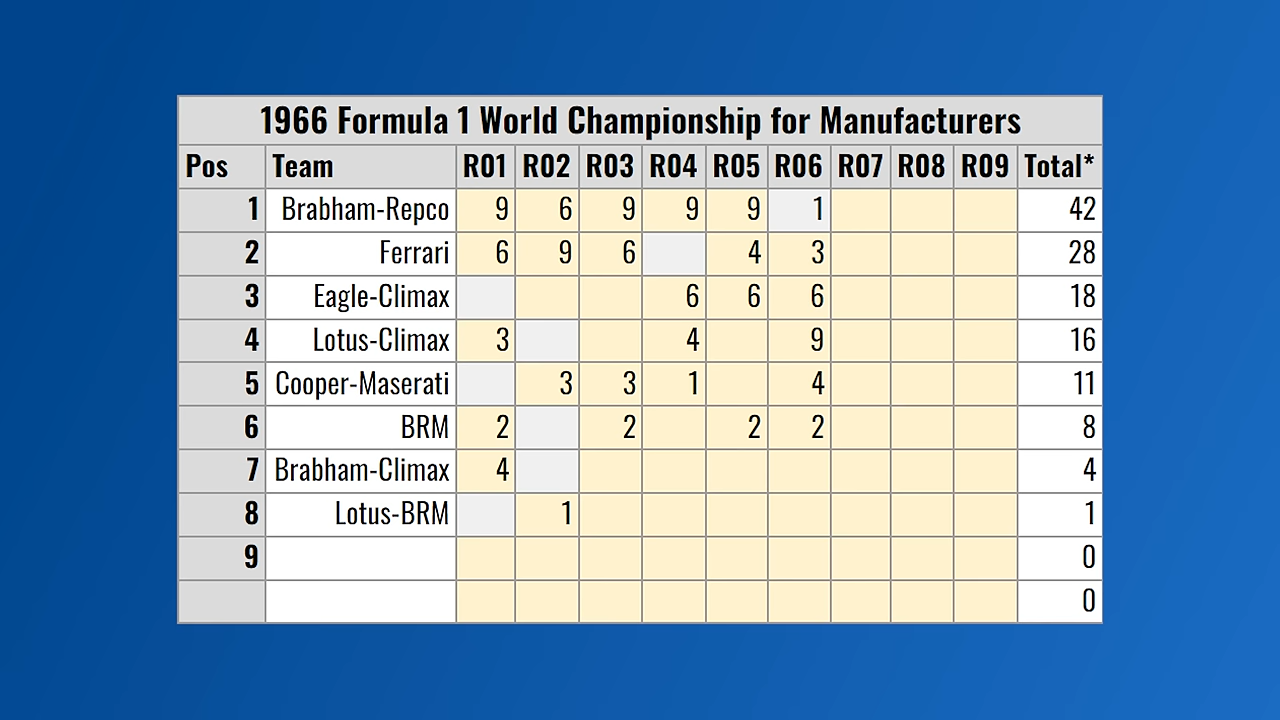 1966 Formula 1 World Championship for Manufacturers
Pos Team R01 R02 R03 R04 R05 R06 R07 R08 R09 Total*
1 Brabham-Repco 9 6 9 9 9 1 42
2 Ferrari 6 9 6 4 3 28
3 Eagle-Climax 6 6 6 18
4 Lotus-Climax 3 4 9 16
5 Cooper-Maserati 3 3 1 4 11
6 BRM 2 2 2 2 8
7 Brabham-Climax 4 4
8 Lotus-BRM 1 1
9 0
0